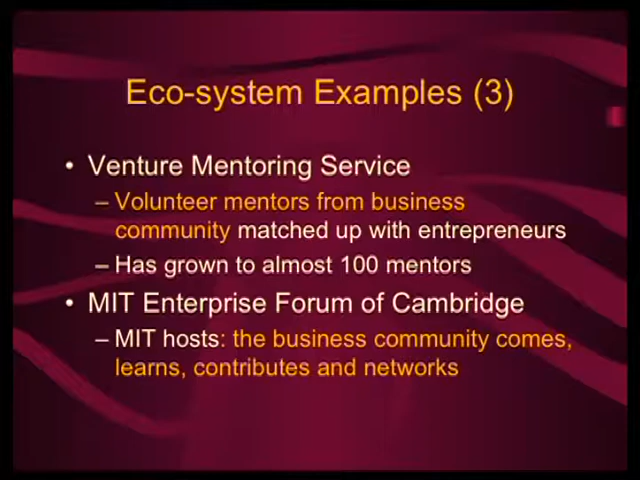 Eco-system Examples (3)
• Venture Mentoring Service
– Volunteer mentors from business
community matched up with entrepreneurs
– Has grown to almost 100 mentors
• MIT Enterprise Forum of Cambridge
– MIT hosts: the business community comes,
learns, contributes and networks